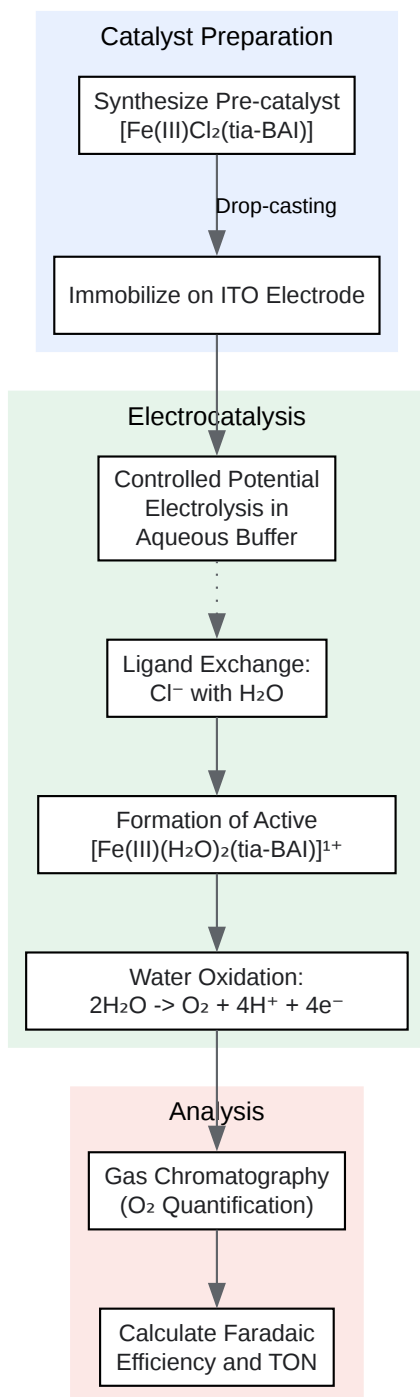 Catalyst Preparation
Synthesize Pre-catalyst
[Fe(III)Cl₂(tia-BAI)]
Drop-casting
Immobilize on ITO Electrode
Electrocatalysis
Controlled Potential
Electrolysis in
Aqueous Buffer
Ligand Exchange:
Cl⁻ with H₂O
Formation of Active
[Fe(III)(H₂O)₂(tia-BAI)]¹⁺
Water Oxidation:
2H₂O -> O₂ + 4H⁺ + 4e⁻
Analysis
Gas Chromatography
(O₂ Quantification)
Calculate Faradaic
Efficiency and TON